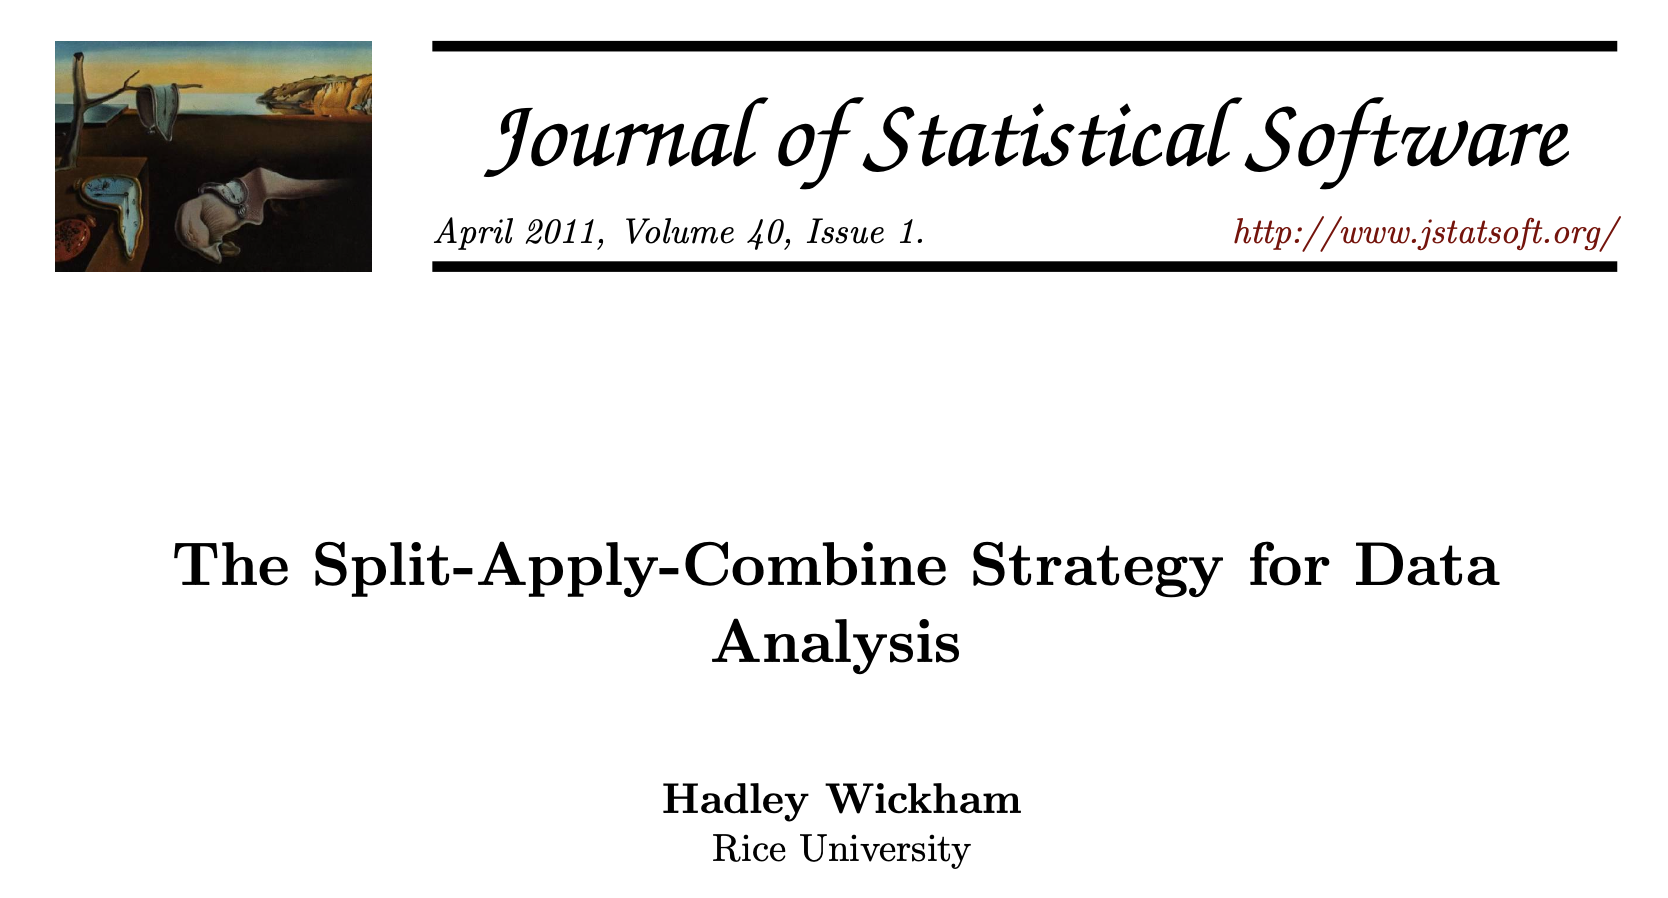 Journal of Statistical Software
April 2011, Volume 40, Issue 1.
http://www.jstatsoft.org/
The Split-Apply-Combine Strategy for Data
Analysis
Hadley Wickham
Rice University